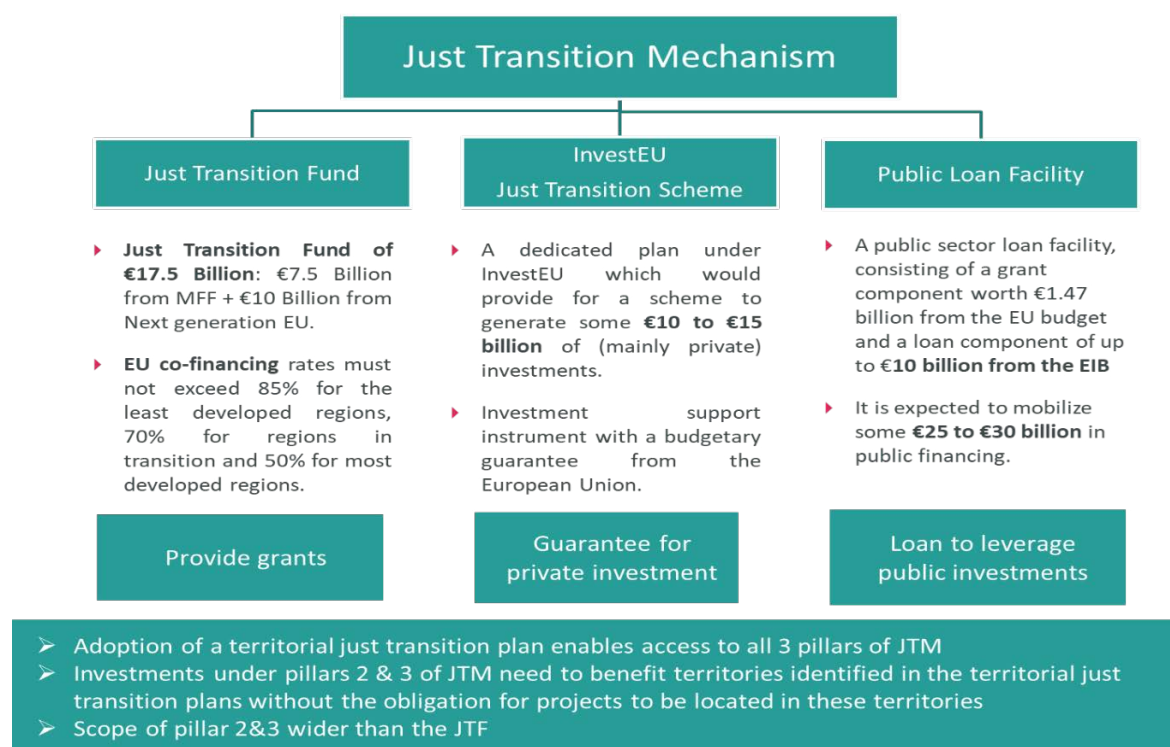 Just Transition Mechanism
Just Transition Fund
Just Transition Fund of
€17.5 Billion: €7.5 Billion
from MFF + €10 Billion from
Next generation EU.
EU co-financing rates must
not exceed 85% for the
least developed regions,
70% for regions in
transition and 50% for most
developed regions.
Provide grants
InvestEU
Just Transition Scheme
A dedicated plan under
InvestEU which would
provide for a scheme to
generate some €10 to €15
billion of (mainly private)
investments.
Investment support
instrument with a budgetary
guarantee from the
European Union.
Guarantee for
private investment
Public Loan Facility
A public sector loan facility,
consisting of a grant
component worth €1.47
billion from the EU budget
and a loan component of up
to €10 billion from the EIB
It is expected to mobilize
some €25 to €30 billion in
public financing.
Loan to leverage
public investments
Adoption of a territorial just transition plan enables access to all 3 pillars of JTM
Investments under pillars 2 & 3 of JTM need to benefit territories identified in the territorial just
transition plans without the obligation for projects to be located in these territories
Scope of pillar 2&3 wider than the JTF